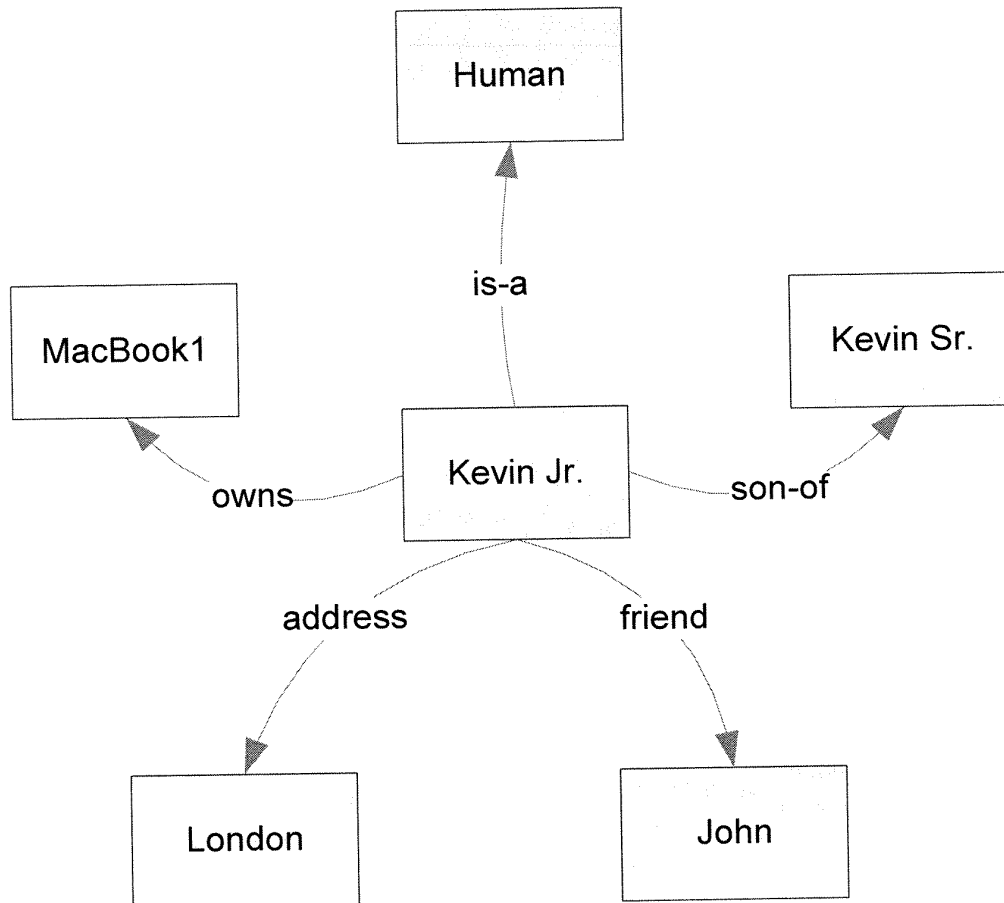 Human
is-a
MacBook1
Kevin Sr.
Kevin Jr.
owns
son-of
address
friend
London
John